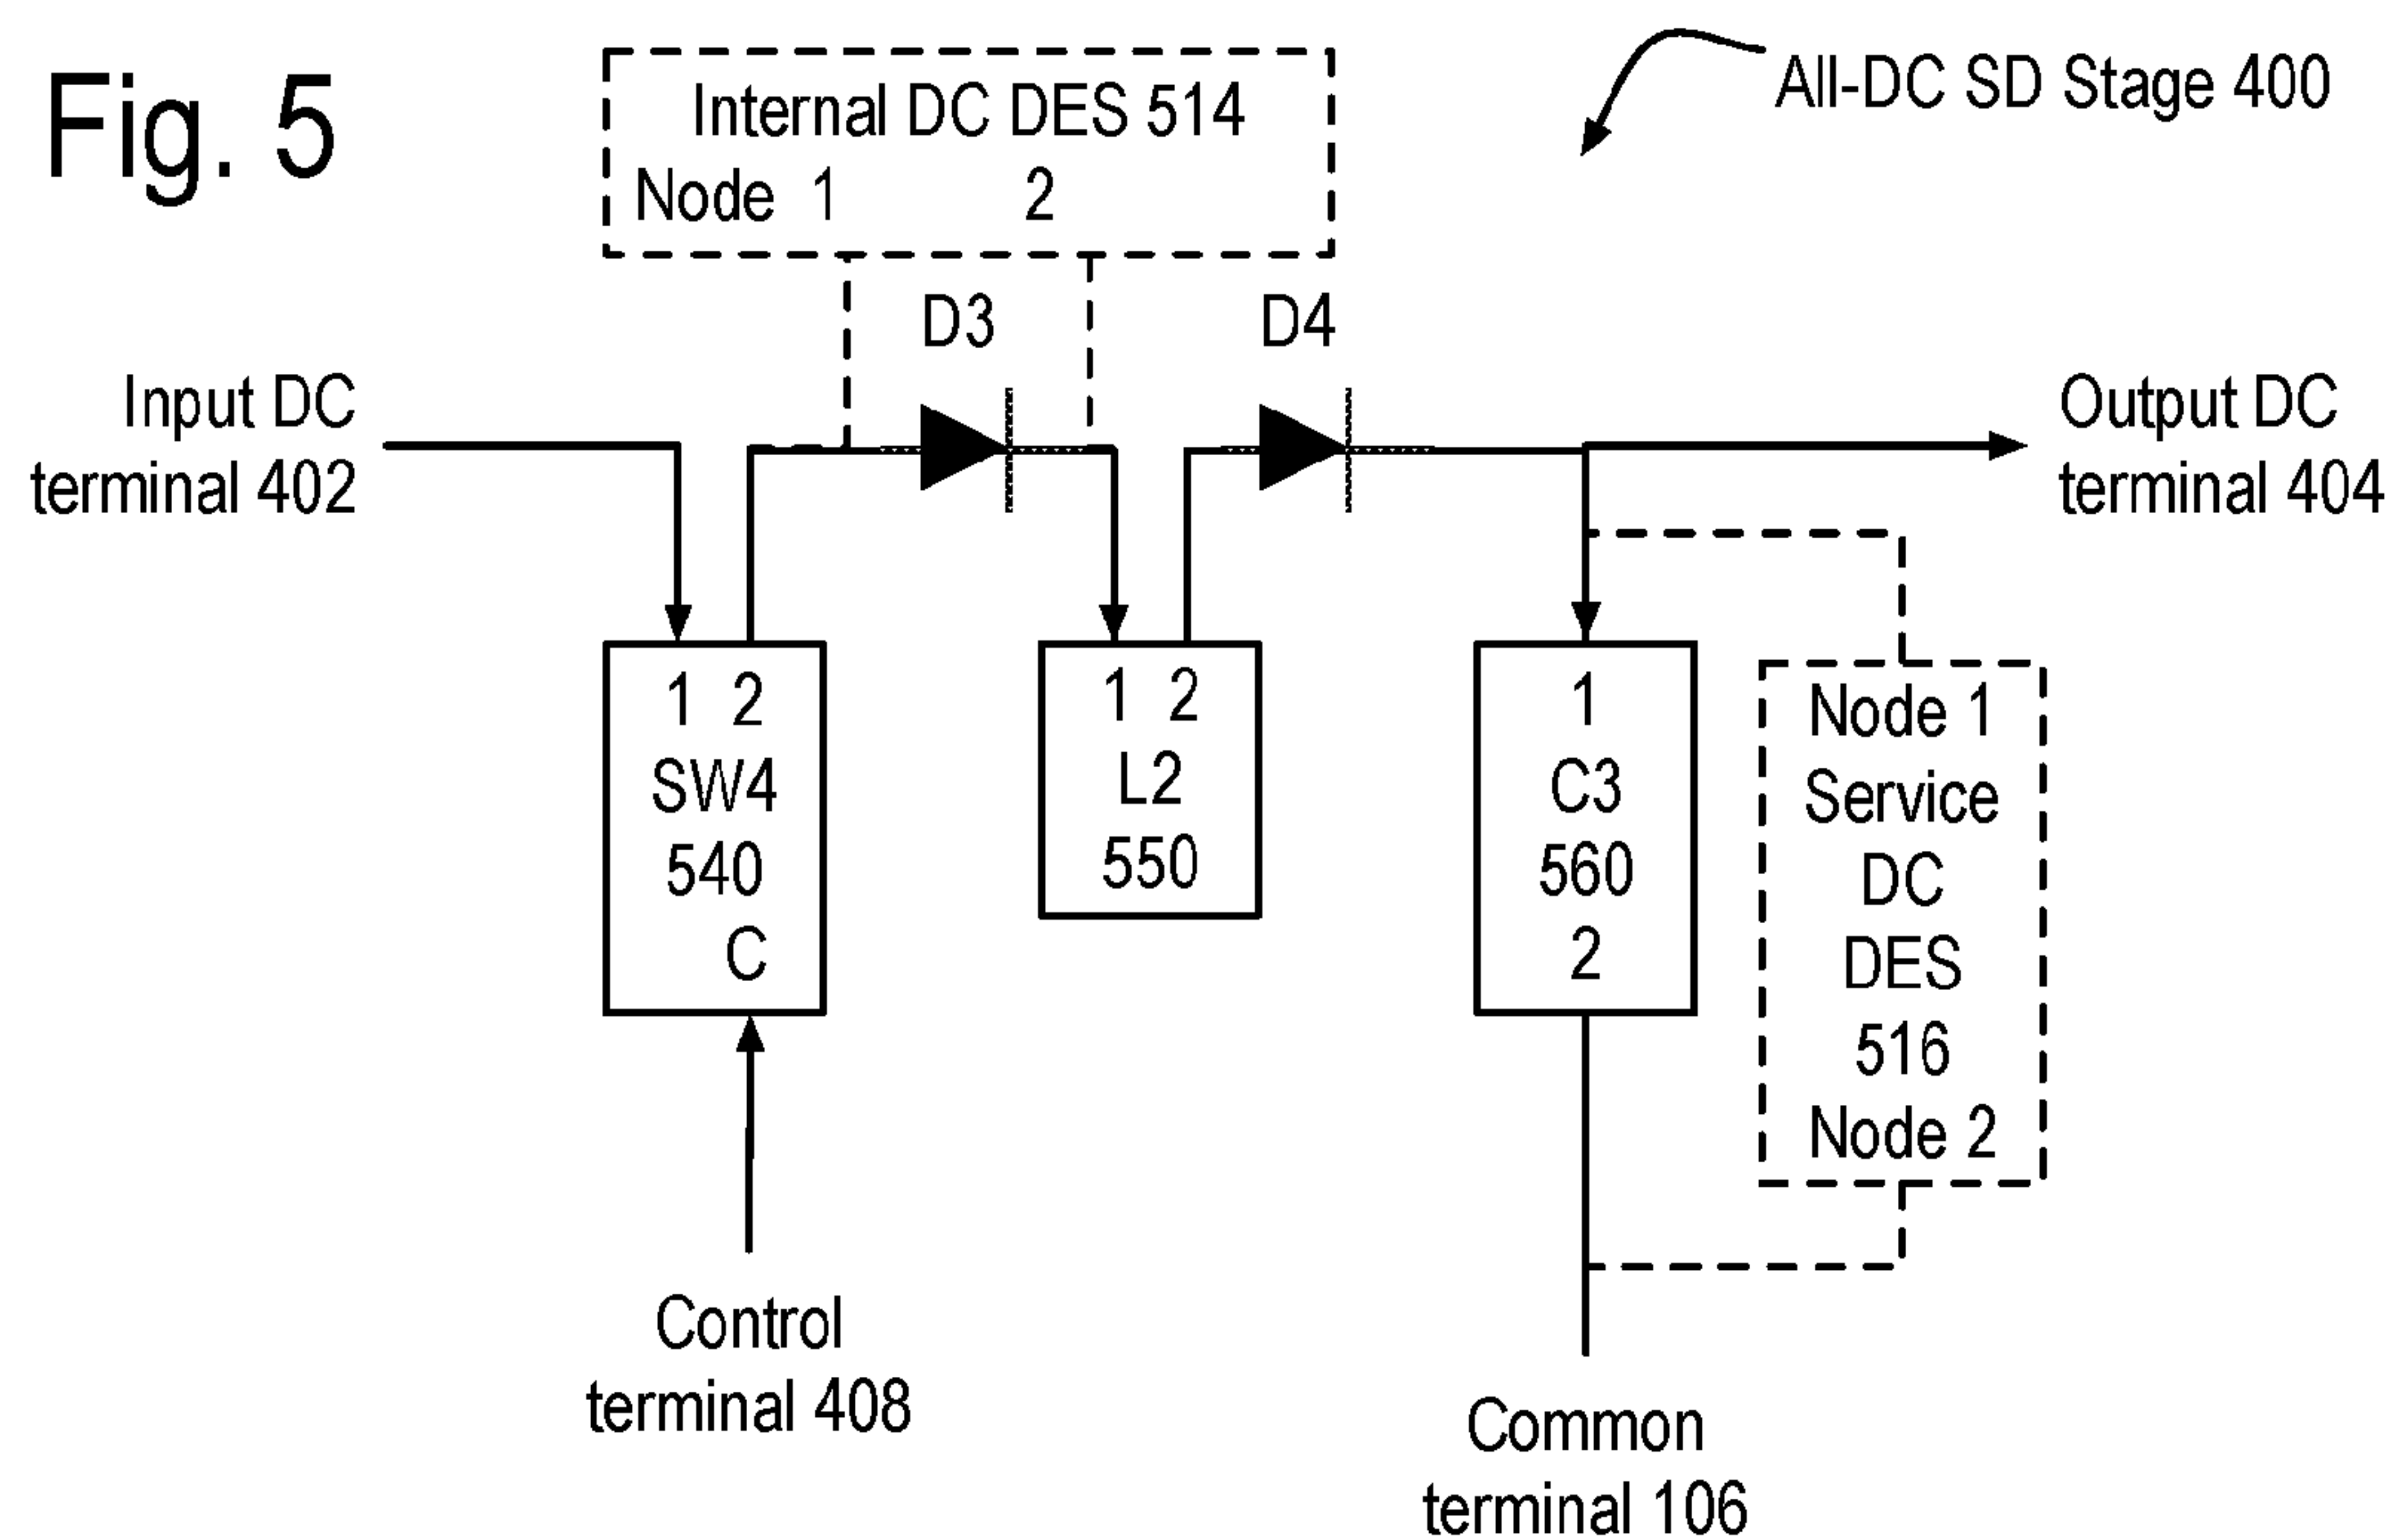 Fig. 5
All-DC SD Stage 400
Internal DC DES 514
Node 1 2
D3
D4
Input DC
terminal 402
Output DC
terminal 404
1 2
SW4
540
C
1 2
L2
550
1
C3
560
2
Node 1
Service
DC
DES
516
Node 2
Control
terminal 408
Common
terminal 106